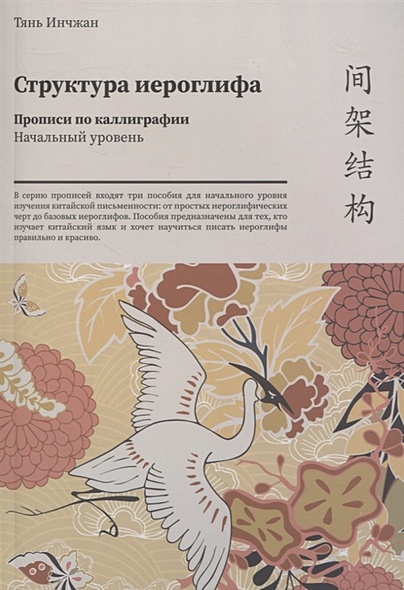 Тянь Инчжан
Структура иероглифа
Прописи по каллиграфии
Начальный уровень
В серию прописей входят три пособия для начального уровня
изучения китайской письменности: от простых иероглифических
черт до базовых иероглифов. Пособия предназначены для тех, кто
изучает китайский язык и хочет научиться писать иероглифы
правильно и красиво.
间架结构